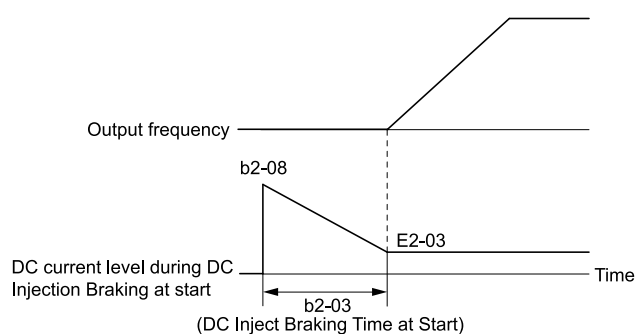 Output frequency
b2-08
E2-03
DC current level during DC
Injection Braking at start
Time
b2-03
(DC Inject Braking Time at Start)